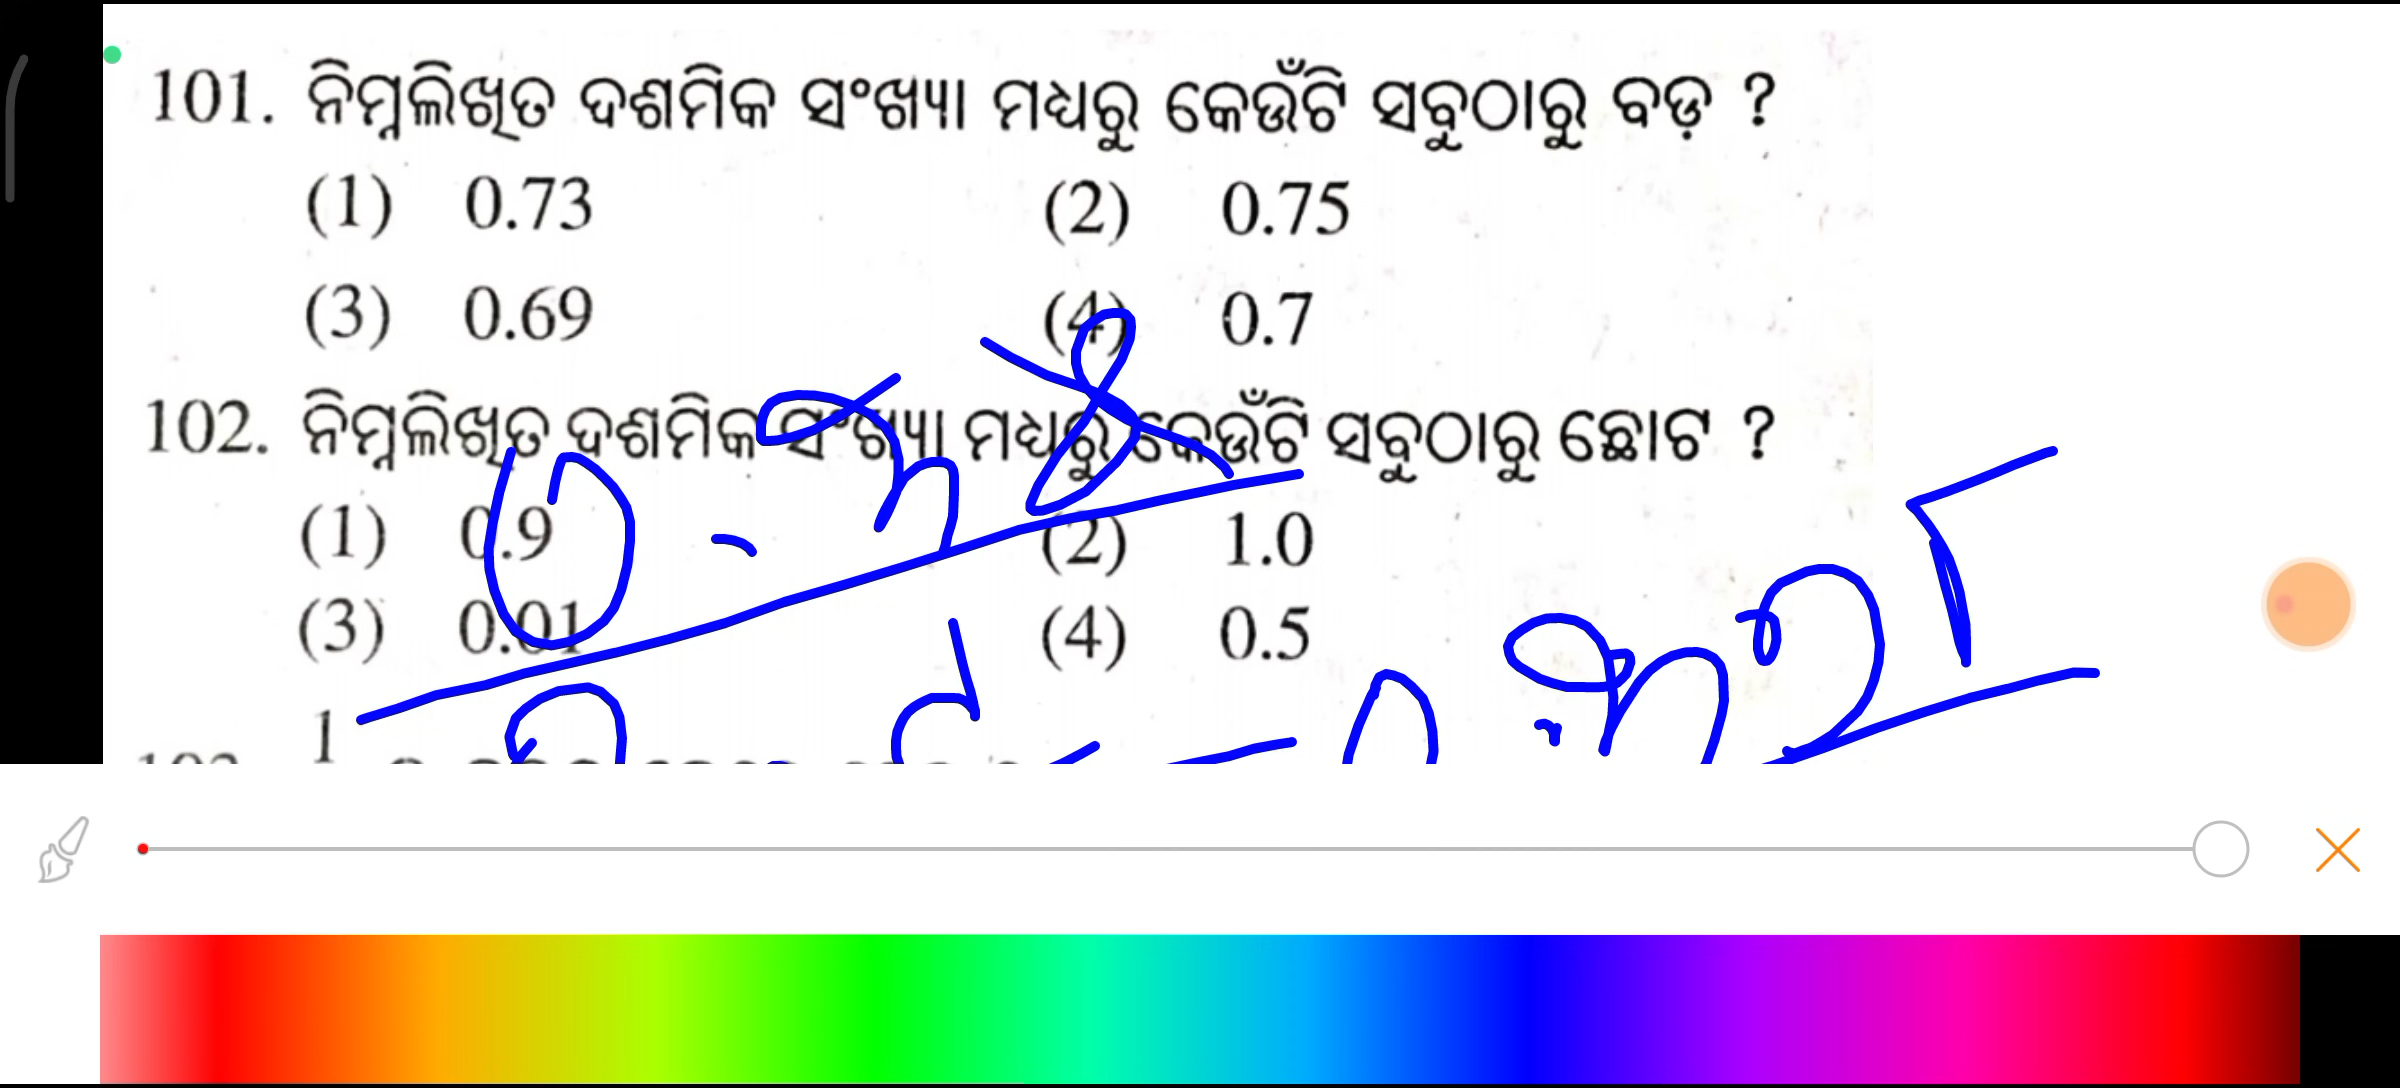 101. ନିମ୍ନଲିଖିତ ଦଶମିକ ସଂଖ୍ୟା ମଧ୍ୟରୁ କେଉଁଟି ସବୁଠାରୁ ବଡ଼ ?
(1) 0.73 (2) 0.75
(3) 0.69 (4) 0.7
102. ନିମ୍ନଲିଖିତ ଦଶମିକ ସଂଖ୍ୟା ମଧ୍ୟରୁ କେଉଁଟି ସବୁଠାରୁ ଛୋଟ ?
(1) 0.9 (2) 1.0
(3) 0.01 (4) 0.5
1